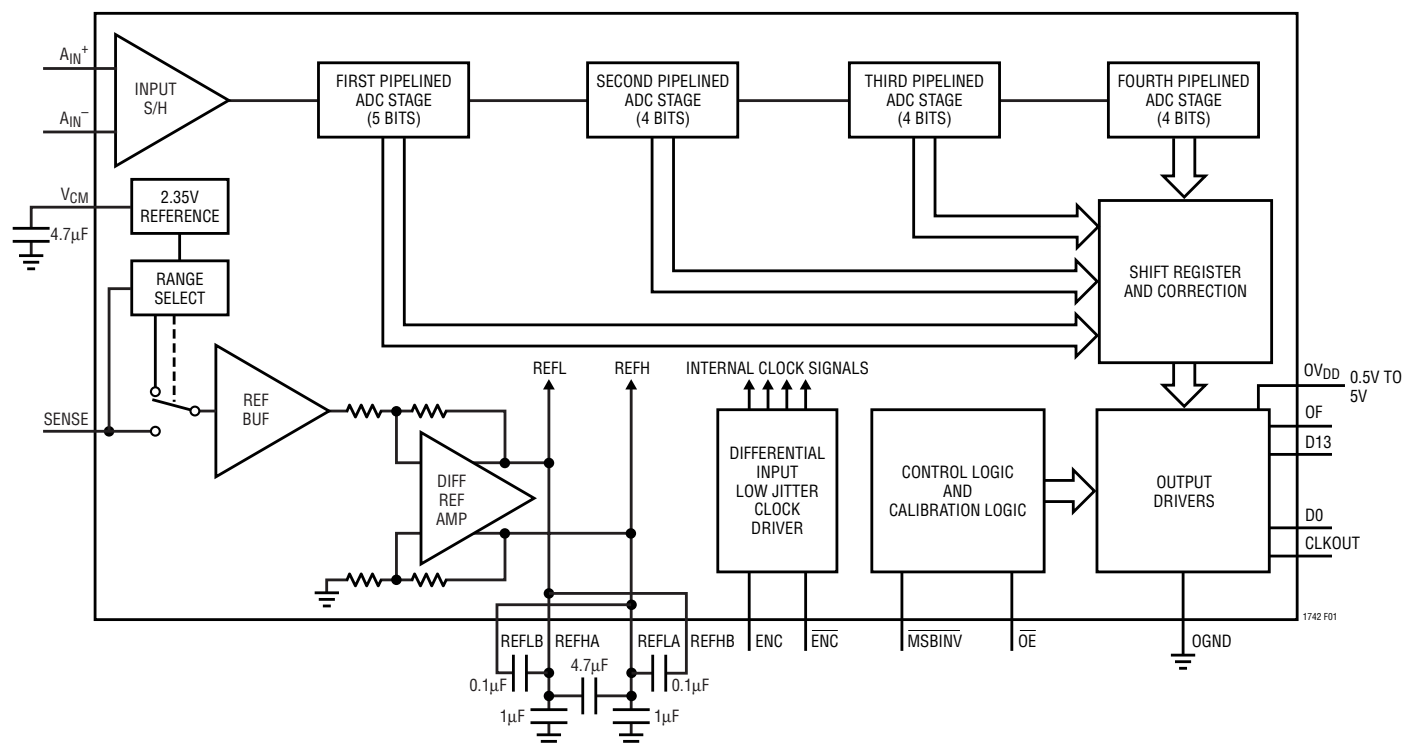 AIN+
AIN−
INPUT
S/H
FIRST PIPELINED
ADC STAGE
(5 BITS)
SECOND PIPELINED
ADC STAGE
(4 BITS)
THIRD PIPELINED
ADC STAGE
(4 BITS)
FOURTH PIPELINED
ADC STAGE
(4 BITS)
VCM
4.7µF
2.35V
REFERENCE
RANGE
SELECT
SHIFT REGISTER
AND CORRECTION
SENSE
REF
BUF
REFL
REFH
INTERNAL CLOCK SIGNALS
DIFF
REF
AMP
DIFFERENTIAL
INPUT
LOW JITTER
CLOCK
DRIVER
CONTROL LOGIC
AND
CALIBRATION LOGIC
OUTPUT
DRIVERS
OVDD
0.5V TO
5V
OF
D13
D0
CLKOUT
1742 F01
REFLB
REFHA
REFLA
REFHB
ENC
E̅N̅C̅
M̅S̅B̅I̅N̅V̅
O̅E̅
OGND
4.7µF
0.1µF
0.1µF
1µF
1µF